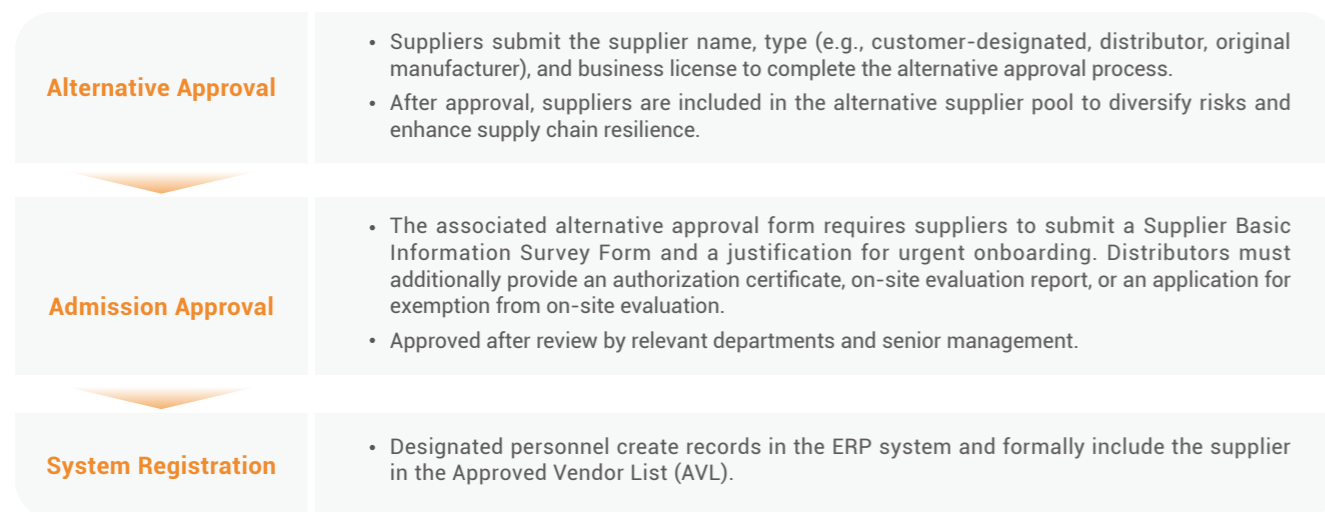 Alternative Approval
• Suppliers submit the supplier name, type (e.g., customer-designated, distributor, original
manufacturer), and business license to complete the alternative approval process.
• After approval, suppliers are included in the alternative supplier pool to diversify risks and
enhance supply chain resilience.
Admission Approval
• The associated alternative approval form requires suppliers to submit a Supplier Basic
Information Survey Form and a justification for urgent onboarding. Distributors must
additionally provide an authorization certificate, on-site evaluation report, or an application for
exemption from on-site evaluation.
• Approved after review by relevant departments and senior management.
System Registration
• Designated personnel create records in the ERP system and formally include the supplier
in the Approved Vendor List (AVL).